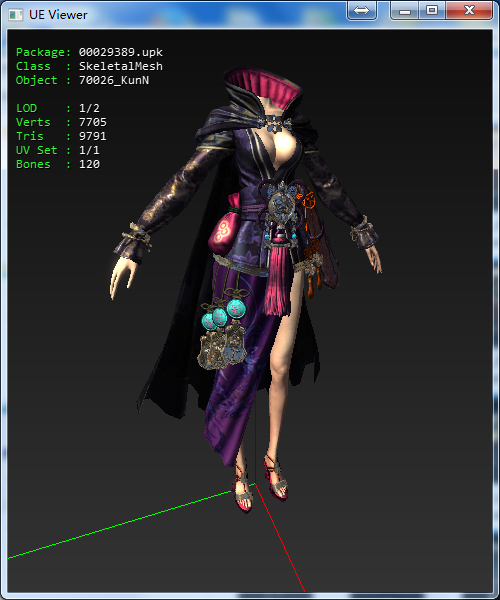 UE Viewer
Package: 00029389.upk
Class : SkeletalMesh
Object : 70026_KunN
LOD : 1/2
Verts : 7705
Tris : 9791
UV Set : 1/1
Bones : 120